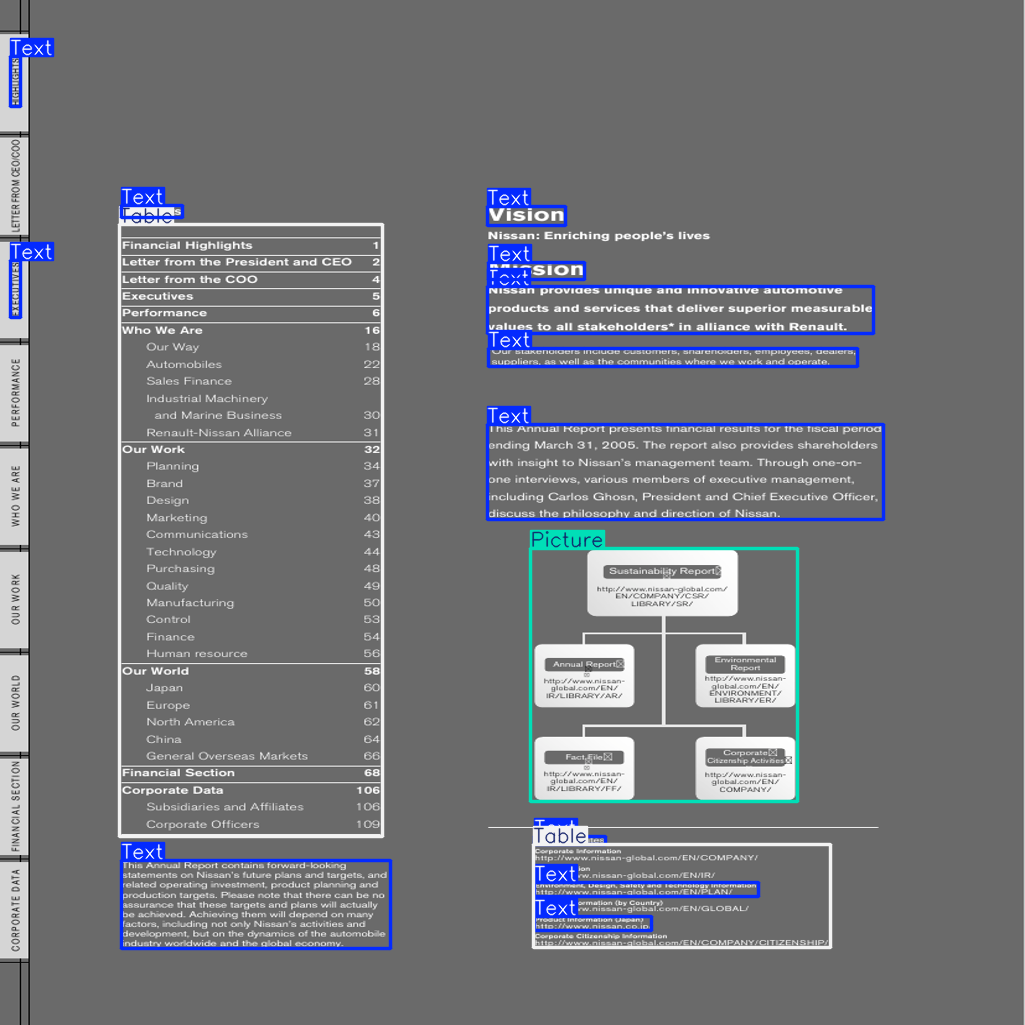 Text
HIGHLIGHTS
LETTER FROM CEO/COO
Text
EXECUTIVES
PERFORMANCE
WHO WE ARE
OUR WORK
OUR WORLD
FINANCIAL SECTION
CORPORATE DATA
Text
Table
Financial Highlights 1
Letter from the President and CEO 2
Letter from the COO 4
Executives 5
Performance 6
Who We Are 16
Our Way 18
Automobiles 22
Sales Finance 28
Industrial Machinery
and Marine Business 30
Renault-Nissan Alliance 31
Our Work 32
Planning 34
Brand 37
Design 38
Marketing 40
Communications 43
Technology 44
Purchasing 48
Quality 49
Manufacturing 50
Control 53
Finance 54
Human resource 56
Our World 58
Japan 60
Europe 61
North America 62
China 64
General Overseas Markets 66
Financial Section 68
Corporate Data 106
Subsidiaries and Affiliates 106
Corporate Officers 109
Text
This Annual Report contains forward-looking
statements on Nissan's future plans and targets, and
related operating investment, product planning and
production targets. Please note that there can be no
assurance that these targets and plans will actually
be achieved. Achieving them will depend on many
factors, including not only Nissan's activities and
development, but on the dynamics of the automobile
industry worldwide and the global economy.
Text
Vision
Nissan: Enriching people's lives
Text
Mission
Text
Nissan provides unique and innovative automotive
products and services that deliver superior measurable
values to all stakeholders* in alliance with Renault.
Text
Our stakeholders include customers, shareholders, employees, dealers,
suppliers, as well as the communities where we work and operate.
Text
This Annual Report presents financial results for the fiscal period
ending March 31, 2005. The report also provides shareholders
with insight to Nissan's management team. Through one-on-
one interviews, various members of executive management,
including Carlos Ghosn, President and Chief Executive Officer,
discuss the philosophy and direction of Nissan.
Picture
Sustainability Report
http://www.nissan-global.com/
EN/COMPANY/CSR/
LIBRARY/SR/
Annual Report
http://www.nissan-
global.com/EN/
IR/LIBRARY/AR/
Environmental
Report
http://www.nissan-
global.com/EN/
ENVIRONMENT/
LIBRARY/ER/
Fact File
http://www.nissan-
global.com/EN/
IR/LIBRARY/FF/
Corporate
Citizenship Activities
http://www.nissan-
global.com/EN/
COMPANY/
Text
Table
Corporate Information
http://www.nissan-global.com/EN/COMPANY/
Text
http://www.nissan-global.com/EN/IR/
Environment, Design, Safety and Technology Information
http://www.nissan-global.com/EN/PLAN/
Text
(by Country)
http://www.nissan-global.com/EN/GLOBAL/
Product Information (Japan)
http://www.nissan.co.jp
Corporate Citizenship Information
http://www.nissan-global.com/EN/COMPANY/CITIZENSHIP/